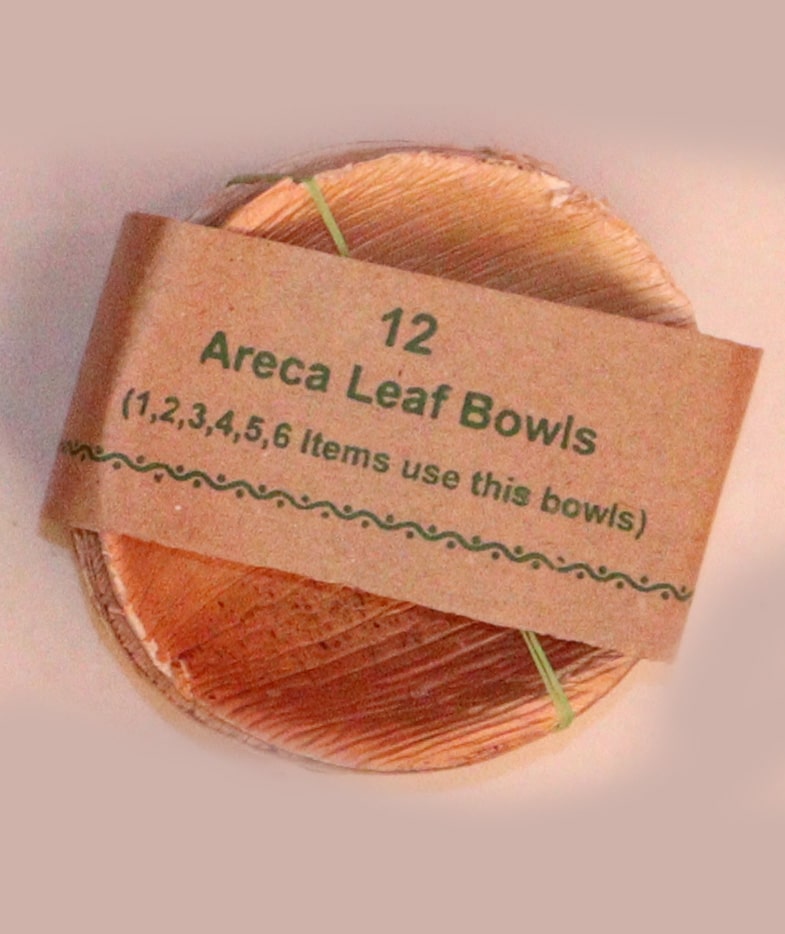 12
Areca Leaf Bowls
(1,2,3,4,5,6 Items use this bowls)